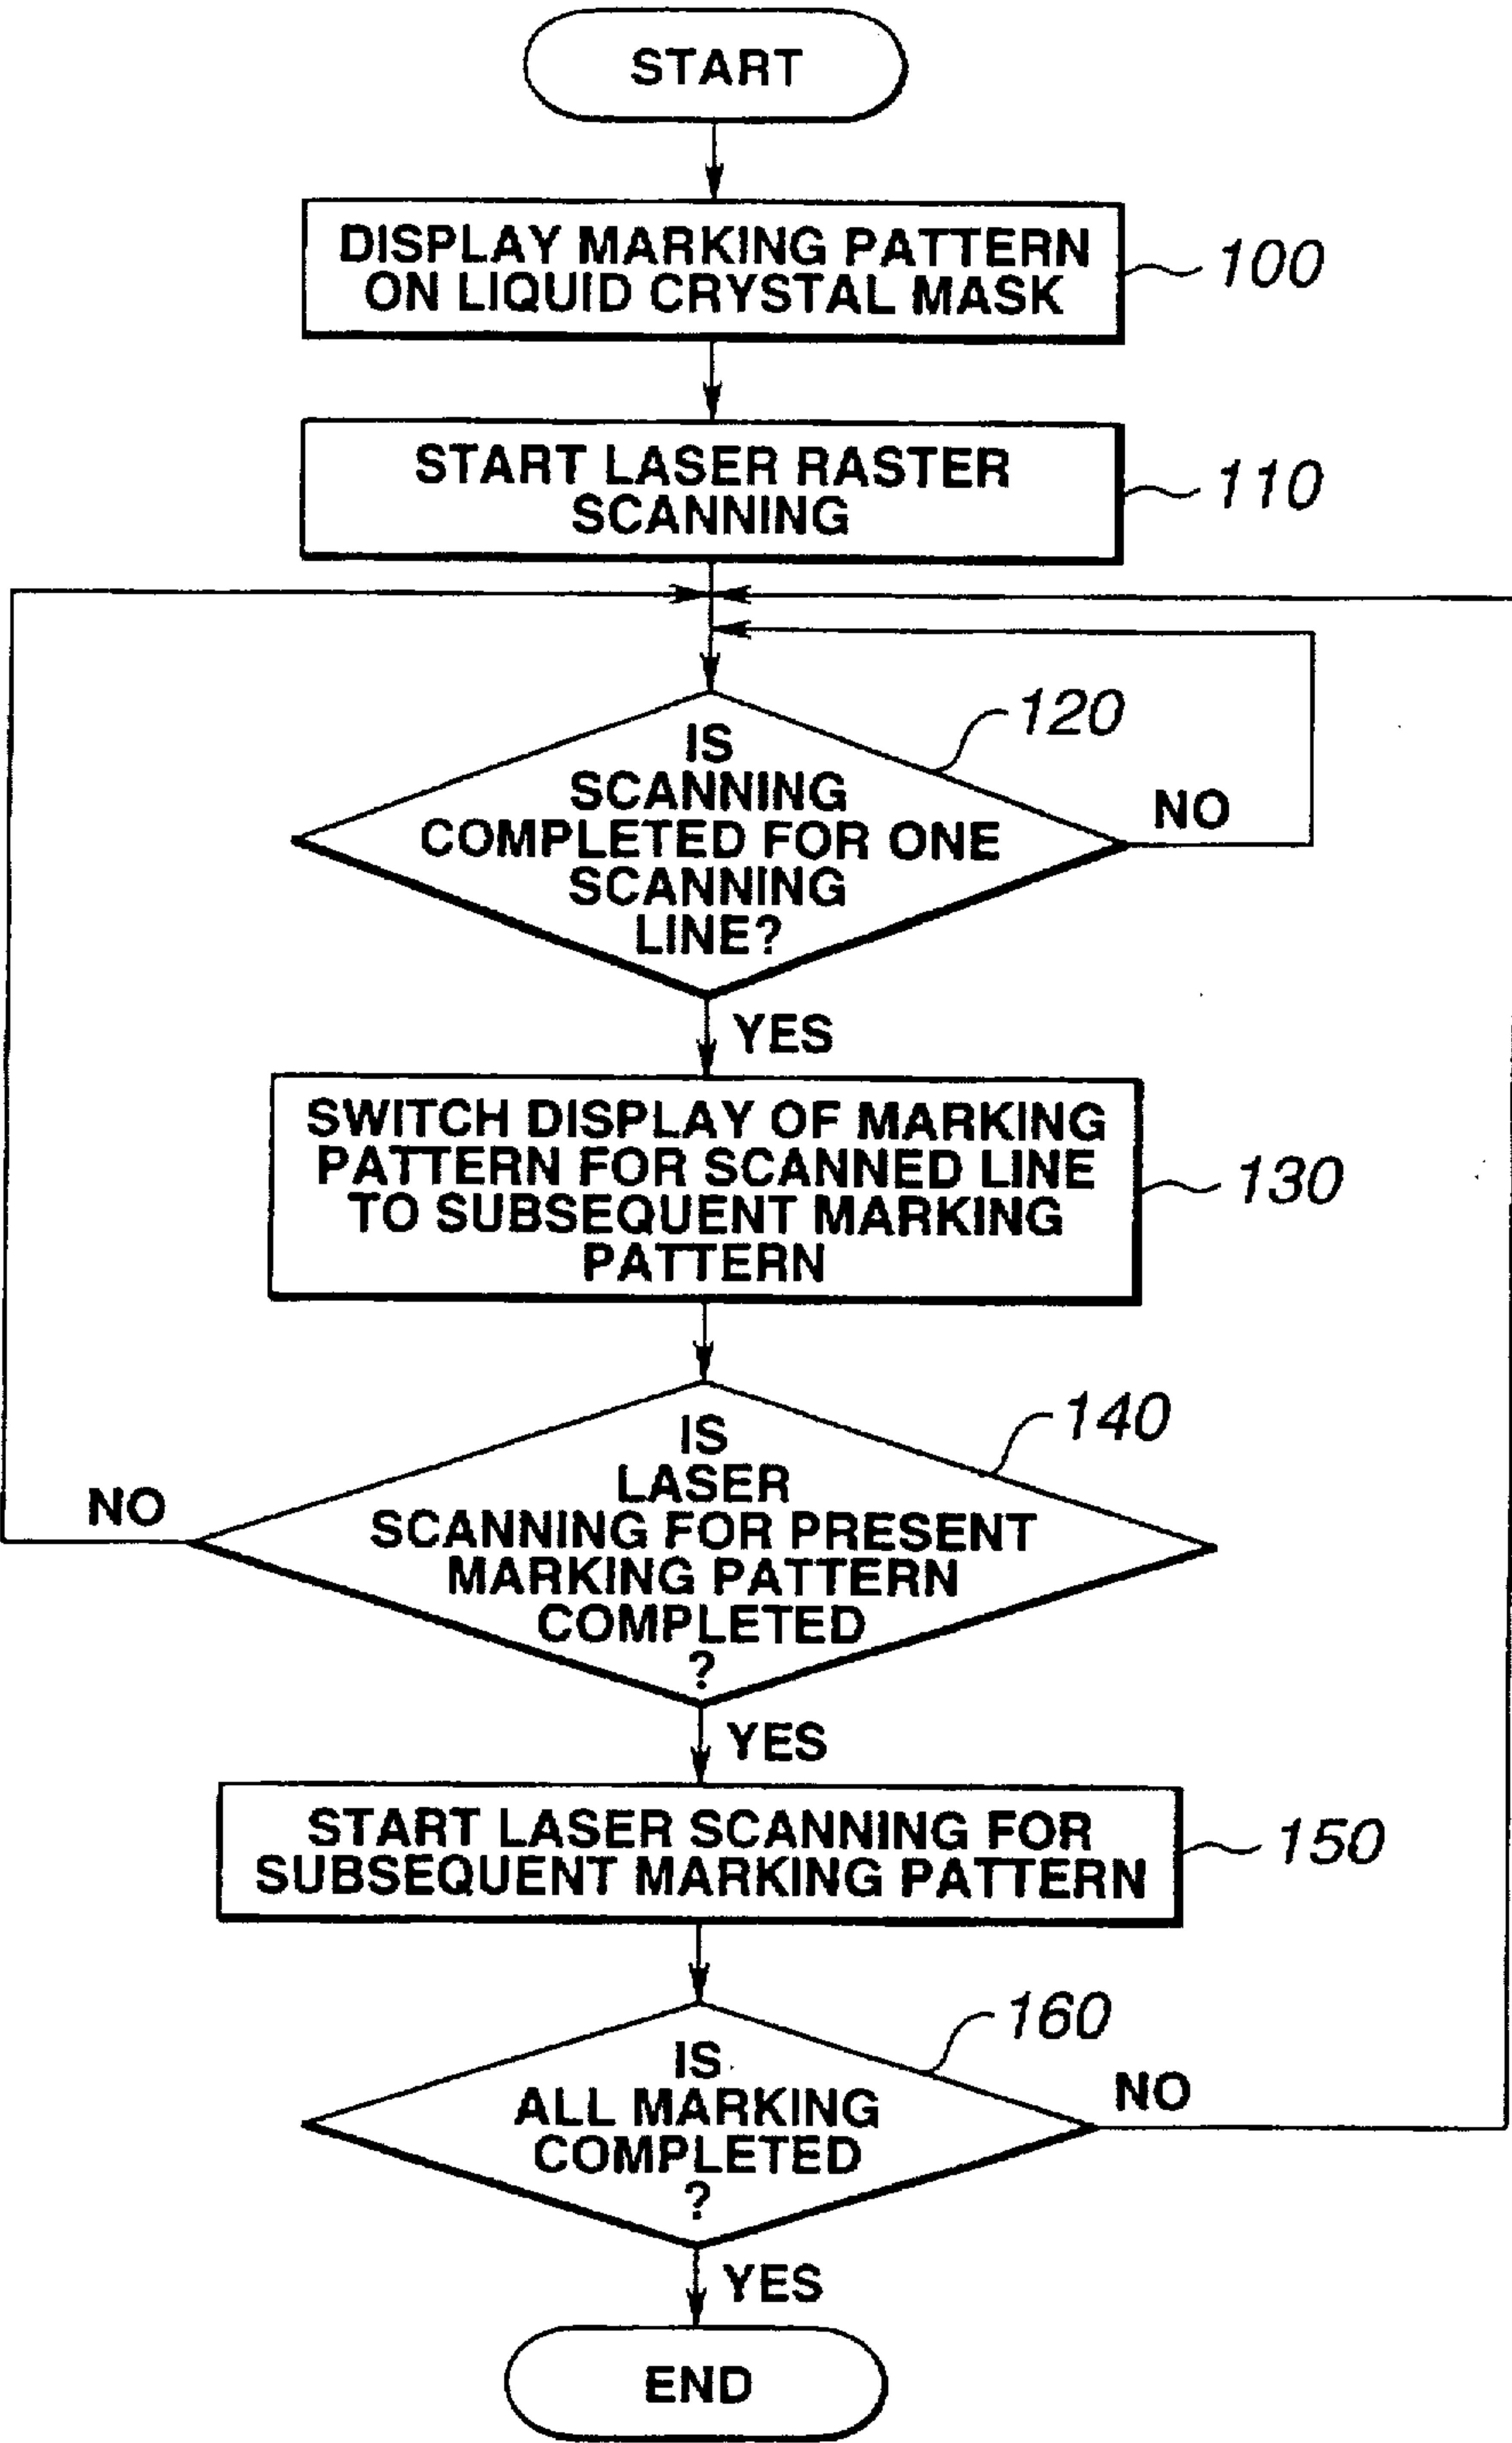 START
DISPLAY MARKING PATTERN
ON LIQUID CRYSTAL MASK
100
START LASER RASTER
SCANNING
110
120
IS
SCANNING
COMPLETED FOR ONE
SCANNING
LINE?
NO
YES
SWITCH DISPLAY OF MARKING
PATTERN FOR SCANNED LINE
TO SUBSEQUENT MARKING
PATTERN
130
140
IS
LASER
SCANNING FOR PRESENT
MARKING PATTERN
COMPLETED
?
NO
YES
START LASER SCANNING FOR
SUBSEQUENT MARKING PATTERN
150
160
IS
ALL MARKING
COMPLETED
?
NO
YES
END